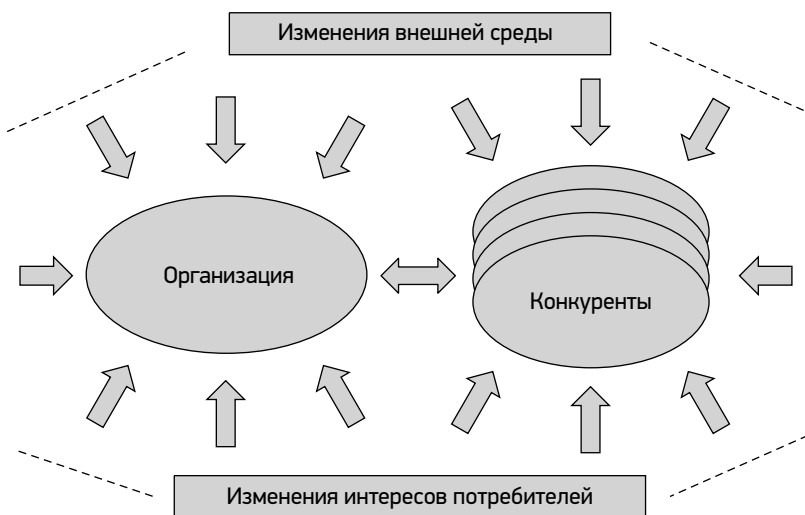 Изменения внешней среды
Организация
Конкуренты
Изменения интересов потребителей